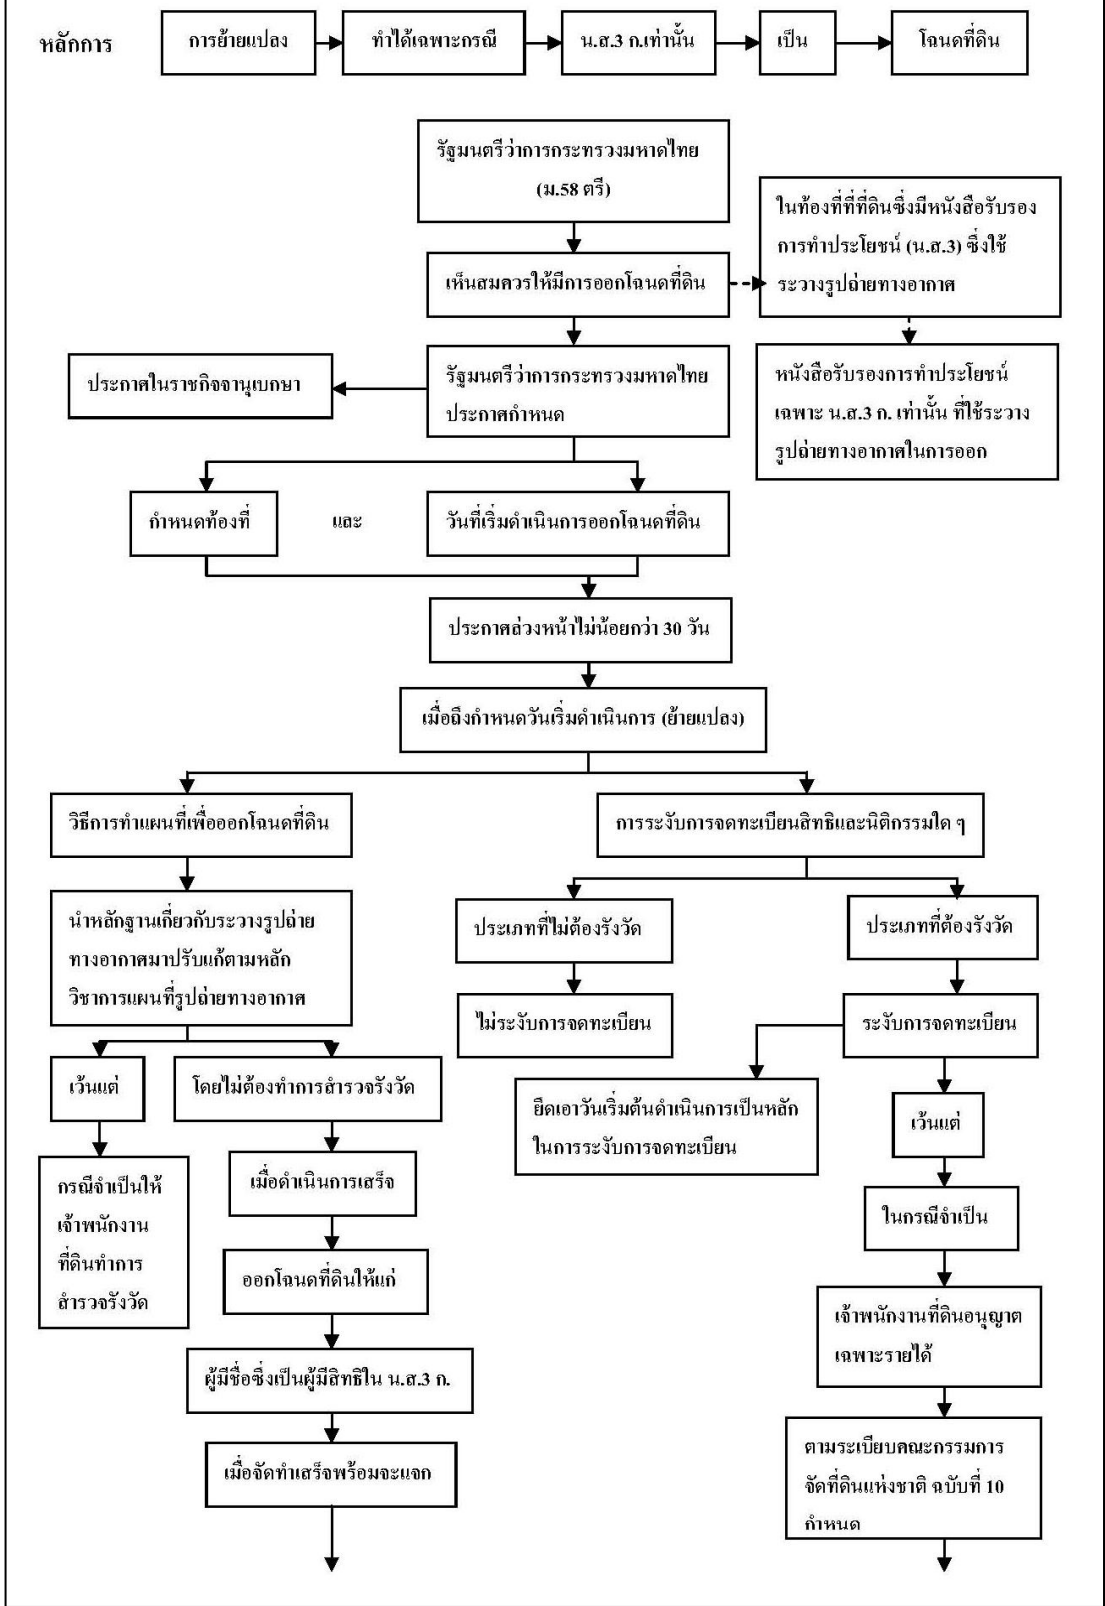 หลักการ
การย้ายแปลง
ทำได้เฉพาะกรณี
น.ส.3 ก.เท่านั้น
เป็น
โฉนดที่ดิน
รัฐมนตรีว่าการกระทรวงมหาดไทย
(ม.58 ตรี)
ในท้องที่ที่ที่ดินซึ่งมีหนังสือรับรอง
การทำประโยชน์ (น.ส.3) ซึ่งใช้
ระวางรูปถ่ายทางอากาศ
เห็นสมควรให้มีการออกโฉนดที่ดิน
รัฐมนตรีว่าการกระทรวงมหาดไทย
ประกาศกำหนด
ประกาศในราชกิจจานุเบกษา
หนังสือรับรองการทำประโยชน์
เฉพาะ น.ส.3 ก. เท่านั้น ที่ใช้ระวาง
รูปถ่ายทางอากาศในการออก
กำหนดท้องที่
และ
วันที่เริ่มดำเนินการออกโฉนดที่ดิน
ประกาศล่วงหน้าไม่น้อยกว่า 30 วัน
เมื่อถึงกำหนดวันเริ่มดำเนินการ (ย้ายแปลง)
วิธีการทำแผนที่เพื่อออกโฉนดที่ดิน
การระงับการจดทะเบียนสิทธิและนิติกรรมใด ๆ
นำหลักฐานเกี่ยวกับระวางรูปถ่าย
ทางอากาศมาปรับแก้ตามหลัก
วิชาการแผนที่รูปถ่ายทางอากาศ
ประเภทที่ไม่ต้องรังวัด
ประเภทที่ต้องรังวัด
ไม่ระงับการจดทะเบียน
ระงับการจดทะเบียน
เว้นแต่
โดยไม่ต้องทำการสำรวจรังวัด
ยึดเอาวันเริ่มต้นดำเนินการเป็นหลัก
ในการระงับการจดทะเบียน
เว้นแต่
กรณีจำเป็นให้
เจ้าพนักงาน
ที่ดินทำการ
สำรวจรังวัด
เมื่อดำเนินการเสร็จ
ในกรณีจำเป็น
ออกโฉนดที่ดินให้แก่
เจ้าพนักงานที่ดินอนุญาต
เฉพาะรายได้
ผู้มีชื่อซึ่งเป็นผู้มีสิทธิใน น.ส.3 ก.
เมื่อจัดทำเสร็จพร้อมจะแจก
ตามระเบียบคณะกรรมการ
จัดที่ดินแห่งชาติ ฉบับที่ 10
กำหนด